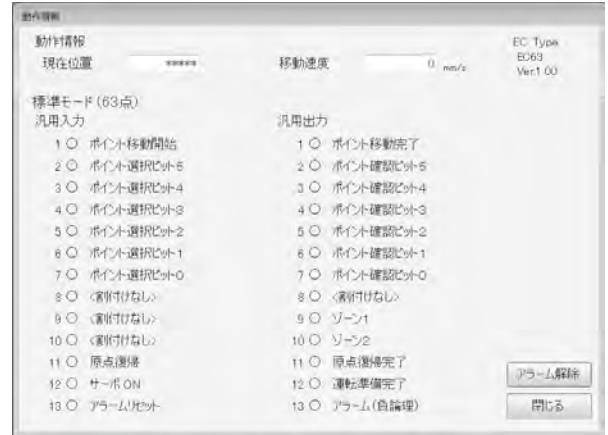 動作情報
動作情報
現在位置 ***** 移動速度 0 mm/s
EC Type
EC63
Ver.1.00
標準モード(63点)
汎用入力
1 ポイント移動開始
2 ポイント選択ビット5
3 ポイント選択ビット4
4 ポイント選択ビット3
5 ポイント選択ビット2
6 ポイント選択ビット1
7 ポイント選択ビット0
8 <割付けなし>
9 <割付けなし>
10 <割付けなし>
11 原点復帰
12 サーボON
13 アラームリセット
汎用出力
1 ポイント移動完了
2 ポイント確認ビット5
3 ポイント確認ビット4
4 ポイント確認ビット3
5 ポイント確認ビット2
6 ポイント確認ビット1
7 ポイント確認ビット0
8 <割付けなし>
9 ゾーン1
10 ゾーン2
11 原点復帰完了
12 運転準備完了
13 アラーム(負論理)
アラーム解除
閉じる